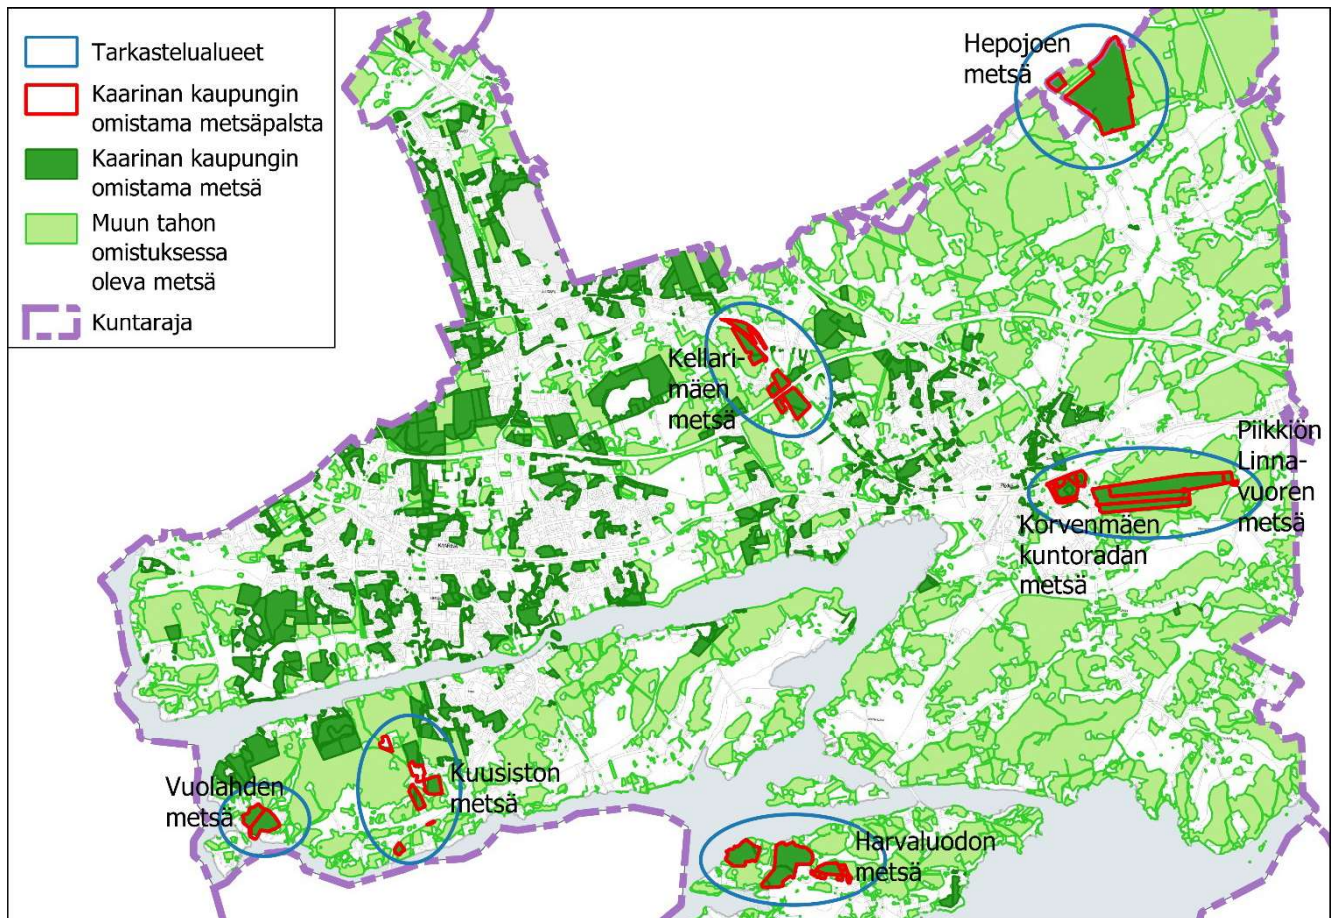 Tarkastelualueet
Kaarinan kaupungin
omistama metsäpalsta
Kaarinan kaupungin
omistama metsä
Muun tahon
omistuksessa
oleva metsä
Kuntaraja
Hepojoen
metsä
Kellari-
mäen
metsä
Piikkiön
Linna-
vuoren
metsä
Korvenmäen
kuntoradan
metsä
Vuolahden
metsä
Kuusiston
metsä
Harvaluodon
metsä